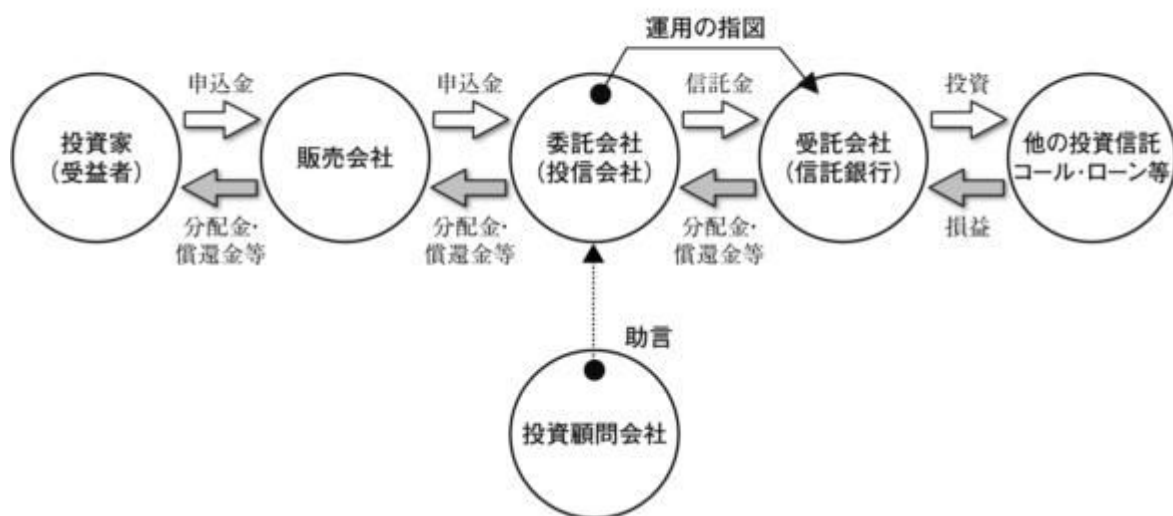 運用の指図
申込金
申込金
信託金
投資
投資家
(受益者)
販売会社
委託会社
(投信会社)
受託会社
(信託銀行)
他の投資信託
コール・ローン等
分配金・
償還金等
分配金・
償還金等
分配金・
償還金等
損益
助言
投資顧問会社